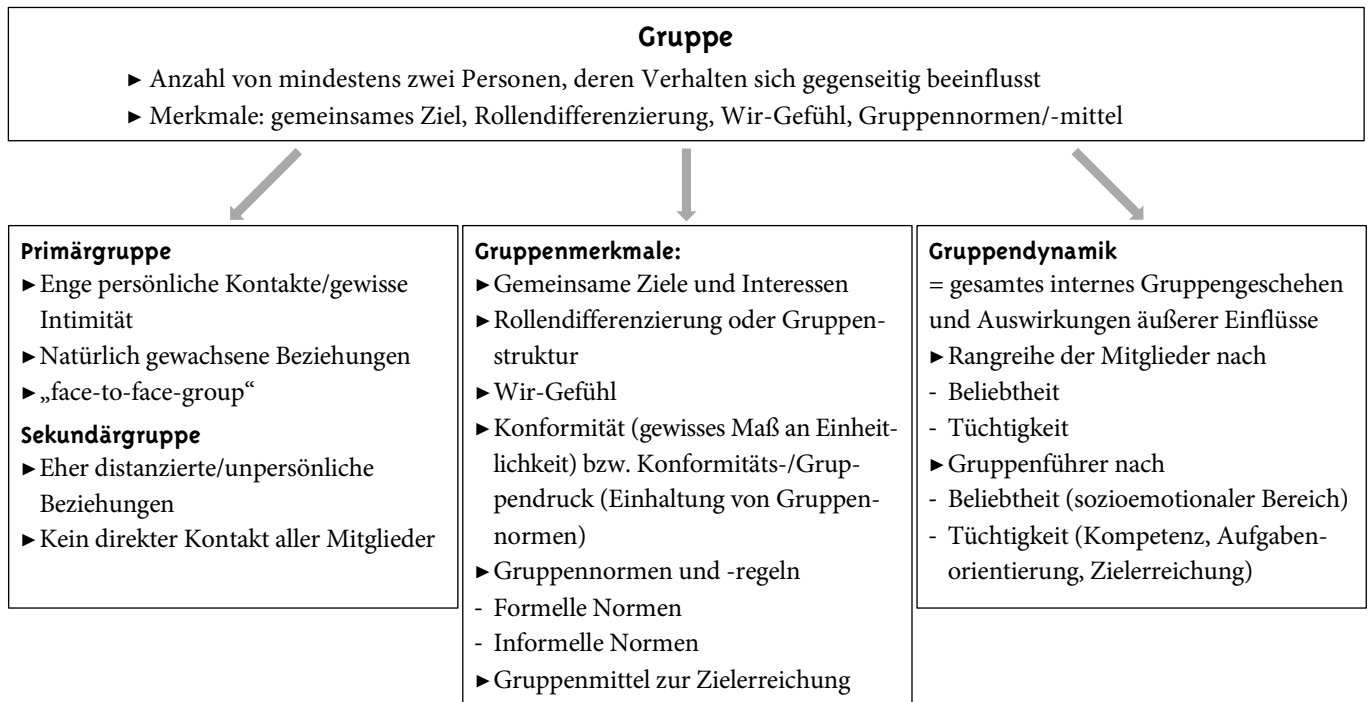 Gruppe
► Anzahl von mindestens zwei Personen, deren Verhalten sich gegenseitig beeinflusst
► Merkmale: gemeinsames Ziel, Rollendifferenzierung, Wir-Gefühl, Gruppennormen/-mittel
Primärgruppe
► Enge persönliche Kontakte/gewisse
Intimität
► Natürlich gewachsene Beziehungen
► „face-to-face-group“
Sekundärgruppe
► Eher distanzierte/unpersönliche
Beziehungen
► Kein direkter Kontakt aller Mitglieder
Gruppenmerkmale:
► Gemeinsame Ziele und Interessen
► Rollendifferenzierung oder Gruppen-
struktur
► Wir-Gefühl
► Konformität (gewisses Maß an Einheit-
lichkeit) bzw. Konformitäts-/Grup-
pendruck (Einhaltung von Gruppen-
normen)
► Gruppennormen und -regeln
- Formelle Normen
- Informelle Normen
► Gruppenmittel zur Zielerreichung
Gruppendynamik
= gesamtes internes Gruppengeschehen
und Auswirkungen äußerer Einflüsse
► Rangreihe der Mitglieder nach
- Beliebtheit
- Tüchtigkeit
► Gruppenführer nach
- Beliebtheit (sozioemotionaler Bereich)
- Tüchtigkeit (Kompetenz, Aufgaben-
orientierung, Zielerreichung)